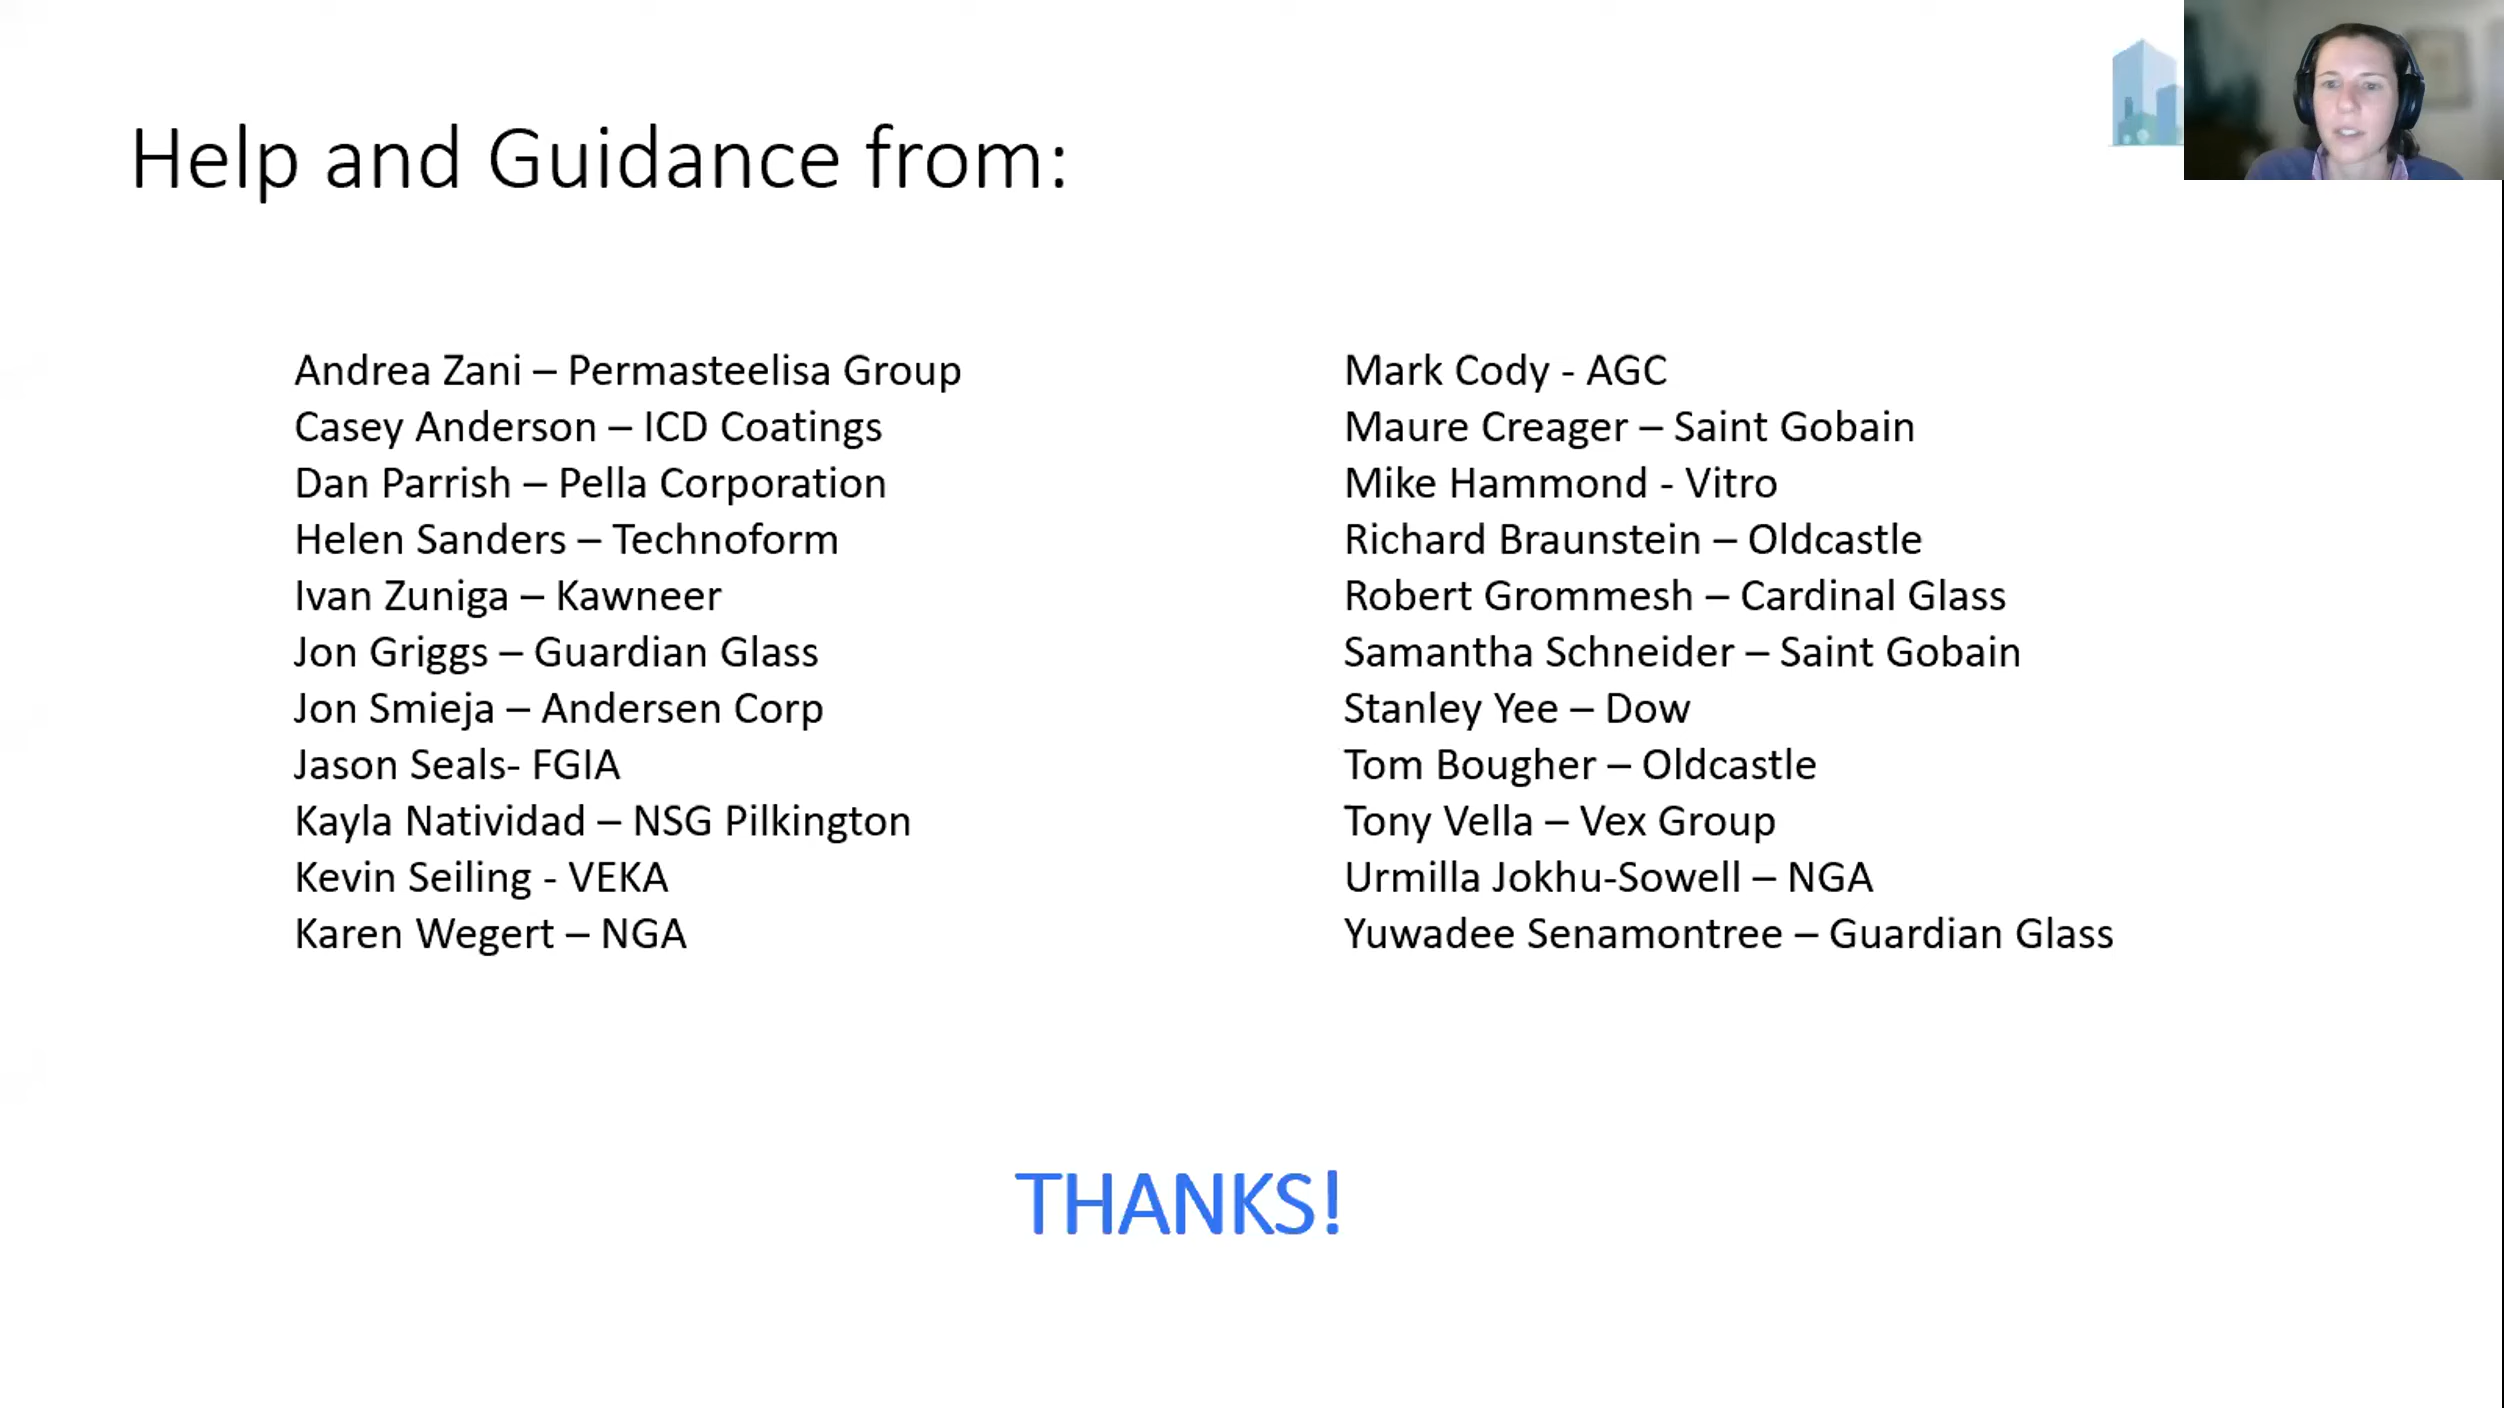 Help and Guidance from:
Andrea Zani – Permasteelisa Group
Casey Anderson – ICD Coatings
Dan Parrish – Pella Corporation
Helen Sanders – Technoform
Ivan Zuniga – Kawneer
Jon Griggs – Guardian Glass
Jon Smieja – Andersen Corp
Jason Seals- FGIA
Kayla Natividad – NSG Pilkington
Kevin Seiling - VEKA
Karen Wegert – NGA
Mark Cody - AGC
Maure Creager – Saint Gobain
Mike Hammond - Vitro
Richard Braunstein – Oldcastle
Robert Grommesh – Cardinal Glass
Samantha Schneider – Saint Gobain
Stanley Yee – Dow
Tom Bougher – Oldcastle
Tony Vella – Vex Group
Urmilla Jokhu-Sowell – NGA
Yuwadee Senamontree – Guardian Glass
THANKS!